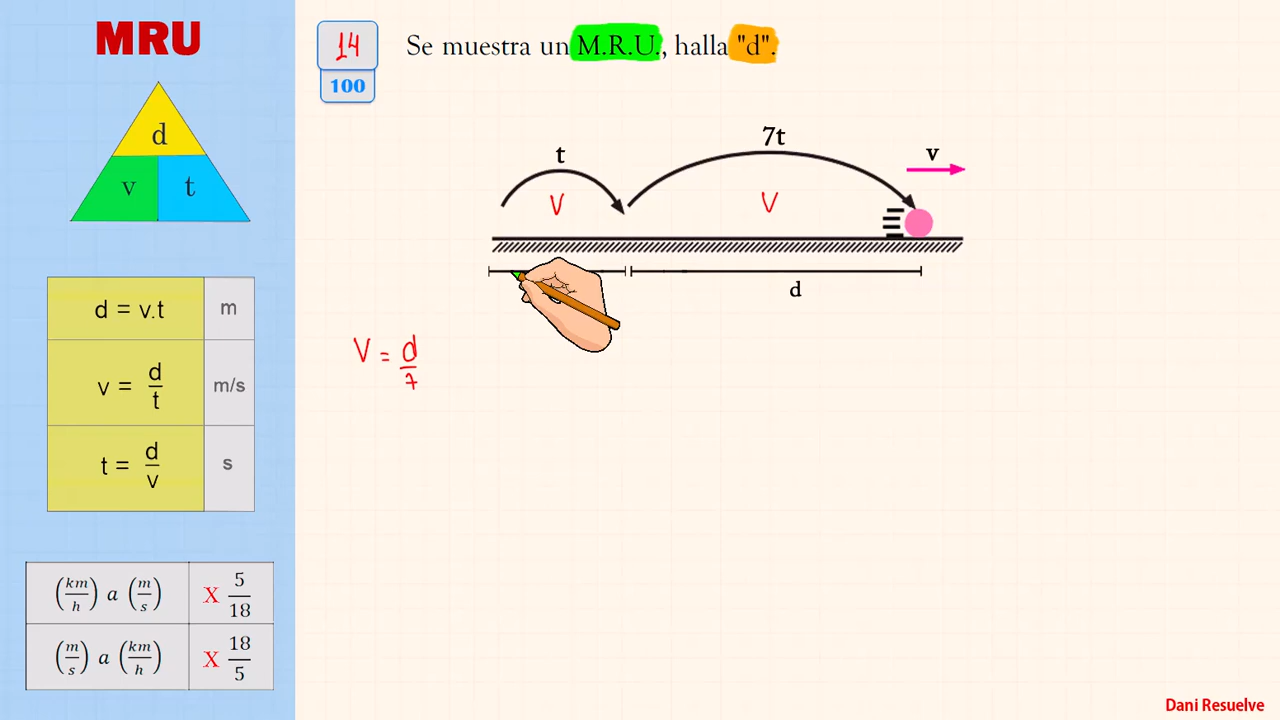 MRU
d
v t
d = v.t m
v = d/t m/s
t = d/v s
(km/h) a (m/s) X 5/18
(m/s) a (km/h) X 18/5
14
100
Se muestra un M.R.U., halla "d".
t
7t
v
V
V
d
V = d/7
Dani Resuelve